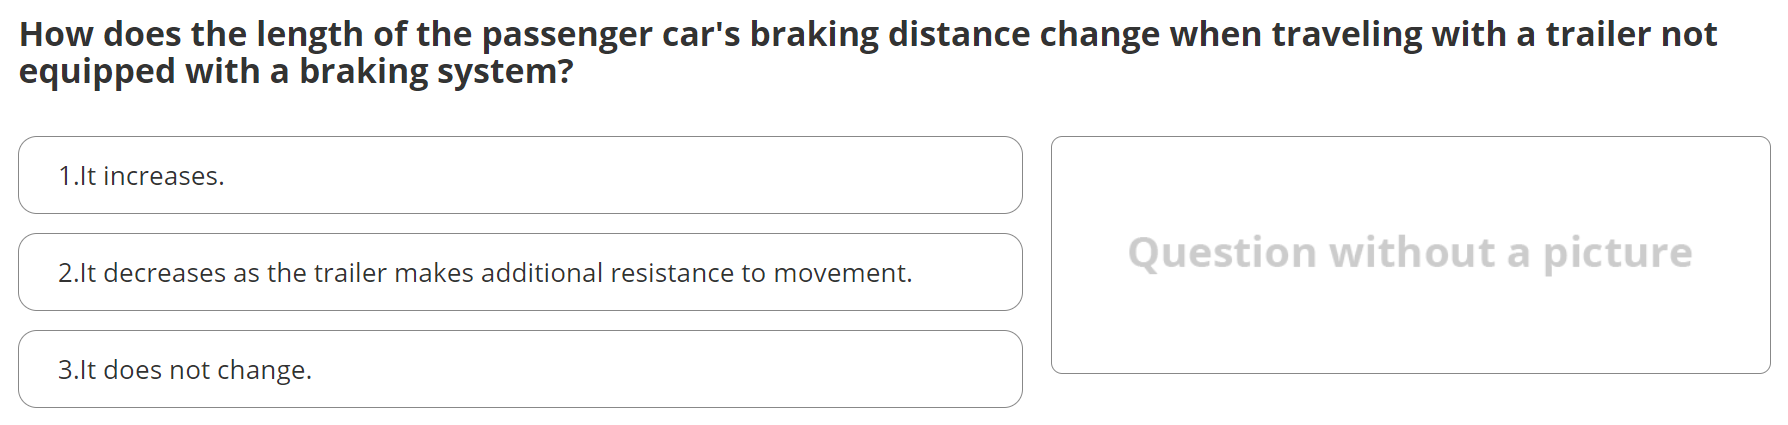 How does the length of the passenger car's braking distance change when traveling with a trailer not
equipped with a braking system?
1.It increases.
2.It decreases as the trailer makes additional resistance to movement.
3.It does not change.
Question without a picture